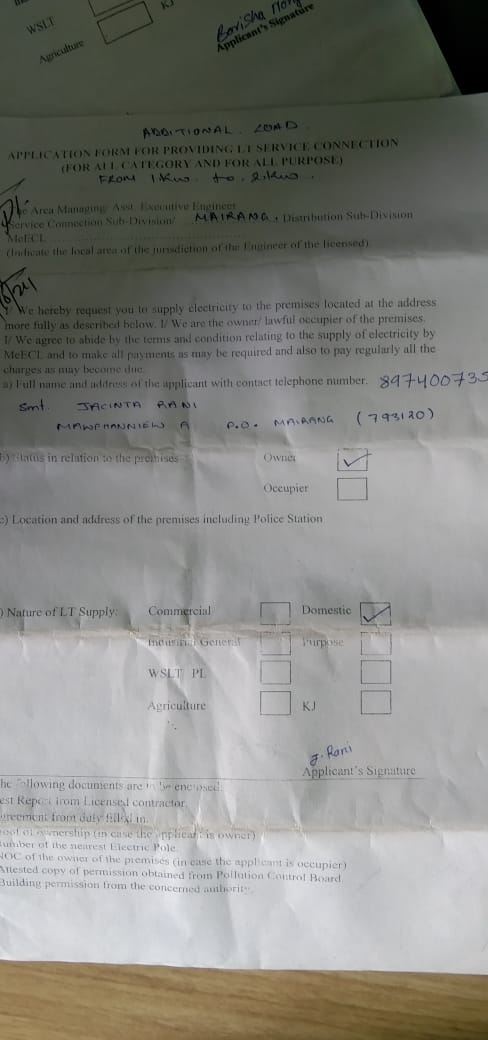 WSLT
KJ
Agriculture
Borisha
Applicant's Signature
ADDITIONAL LOAD
APPLICATION FORM FOR PROVIDING LT SERVICE CONNECTION
(FOR ALL CATEGORY AND FOR ALL PURPOSE)
FROM 1kw. to. 2kw.
Area Managing/ Asst. Executive Engineer
Service Connection Sub-Division/ MAIRANG, Distribution Sub-Division
MeECL
(Indicate the local area of the jurisdiction of the Engineer of the licensed)
I/ We hereby request you to supply electricity to the premises located at the address
more fully as described below. I/ We are the owner/ lawful occupier of the premises.
I/ We agree to abide by the terms and condition relating to the supply of electricity by
MeECL and to make all payments as may be required and also to pay regularly all the
charges as may become due.
a) Full name and address of the applicant with contact telephone number. 897400735
Smt. JACINTA RANI
A P.O. MAIRANG (793120)
b) Status in relation to the premises :
Owner
Occupier
c) Location and address of the premises including Police Station
) Nature of LT Supply: Commercial Domestic
Industrial General Purpose
WSLT PL
Agriculture KJ
J. Rani
Applicant's Signature
he following documents are to be enclosed:
est Report from Licensed contractor.
greement from duly filled in.
roof of ownership (in case the applicant is owner)
umber of the nearest Electric Pole.
NOC of the owner of the premises (in case the applicant is occupier)
Attested copy of permission obtained from Pollution Control Board.
Building permission from the concerned authority.